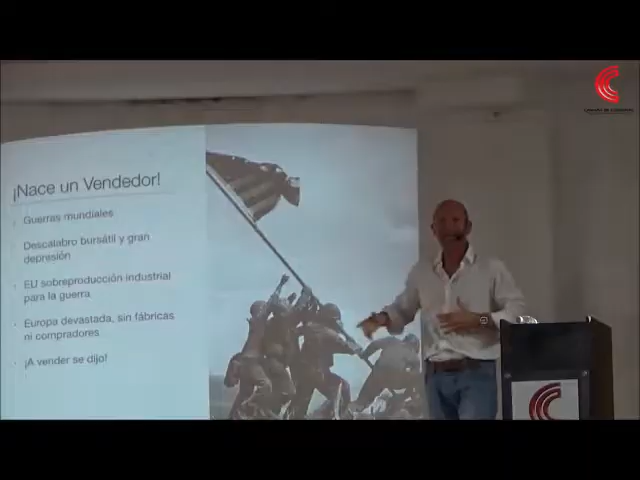 ¡Nace un Vendedor!
Guerras mundiales
Descalabro bursátil y gran
depresión
EU sobreproducción industrial
para la guerra
Europa devastada, sin fábricas
ni compradores
¡A vender se dijo!